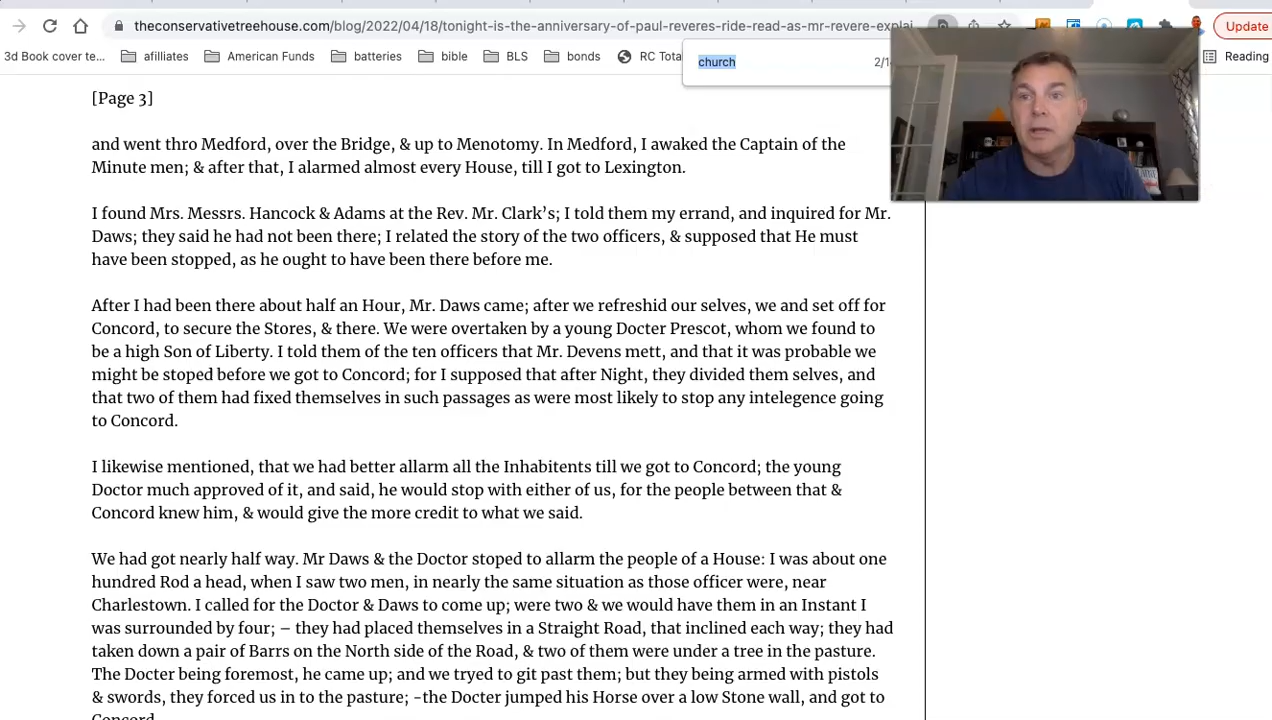 theconservativetreehouse.com/blog/2022/04/18/tonight-is-the-anniversary-of-paul-reveres-ride-read-as-mr-revere-explai
Update
3d Book cover te...
afilliates
American Funds
batteries
bible
BLS
bonds
RC Tota
Reading
church
[Page 3]
and went thro Medford, over the Bridge, & up to Menotomy. In Medford, I awaked the Captain of the
Minute men; & after that, I alarmed almost every House, till I got to Lexington.
I found Mrs. Messrs. Hancock & Adams at the Rev. Mr. Clark’s; I told them my errand, and inquired for Mr.
Daws; they said he had not been there; I related the story of the two officers, & supposed that He must
have been stopped, as he ought to have been there before me.
After I had been there about half an Hour, Mr. Daws came; after we refreshid our selves, we and set off for
Concord, to secure the Stores, & there. We were overtaken by a young Docter Prescot, whom we found to
be a high Son of Liberty. I told them of the ten officers that Mr. Devens mett, and that it was probable we
might be stoped before we got to Concord; for I supposed that after Night, they divided them selves, and
that two of them had fixed themselves in such passages as were most likely to stop any intelegence going
to Concord.
I likewise mentioned, that we had better allarm all the Inhabitents till we got to Concord; the young
Doctor much approved of it, and said, he would stop with either of us, for the people between that &
Concord knew him, & would give the more credit to what we said.
We had got nearly half way. Mr Daws & the Doctor stoped to allarm the people of a House: I was about one
hundred Rod a head, when I saw two men, in nearly the same situation as those officer were, near
Charlestown. I called for the Doctor & Daws to come up; were two & we would have them in an Instant I
was surrounded by four; – they had placed themselves in a Straight Road, that inclined each way; they had
taken down a pair of Barrs on the North side of the Road, & two of them were under a tree in the pasture.
The Docter being foremost, he came up; and we tryed to git past them; but they being armed with pistols
& swords, they forced us in to the pasture; -the Docter jumped his Horse over a low Stone wall, and got to
Concord.